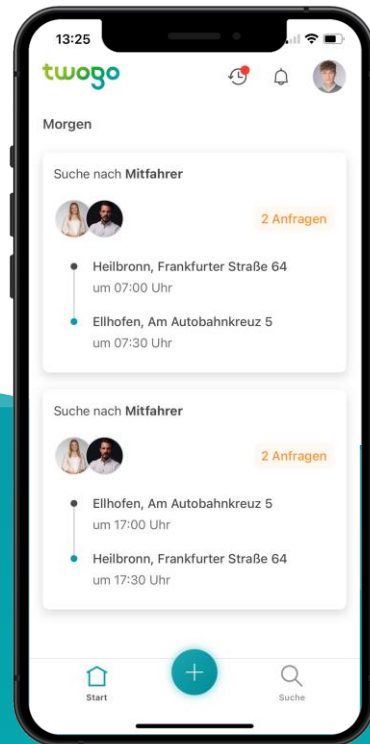 13:25
twogo
Morgen
Suche nach Mitfahrer
2 Anfragen
Heilbronn, Frankfurter Straße 64
um 07:00 Uhr
Ellhofen, Am Autobahnkreuz 5
um 07:30 Uhr
Suche nach Mitfahrer
2 Anfragen
Ellhofen, Am Autobahnkreuz 5
um 17:00 Uhr
Heilbronn, Frankfurter Straße 64
um 17:30 Uhr
Start
Suche